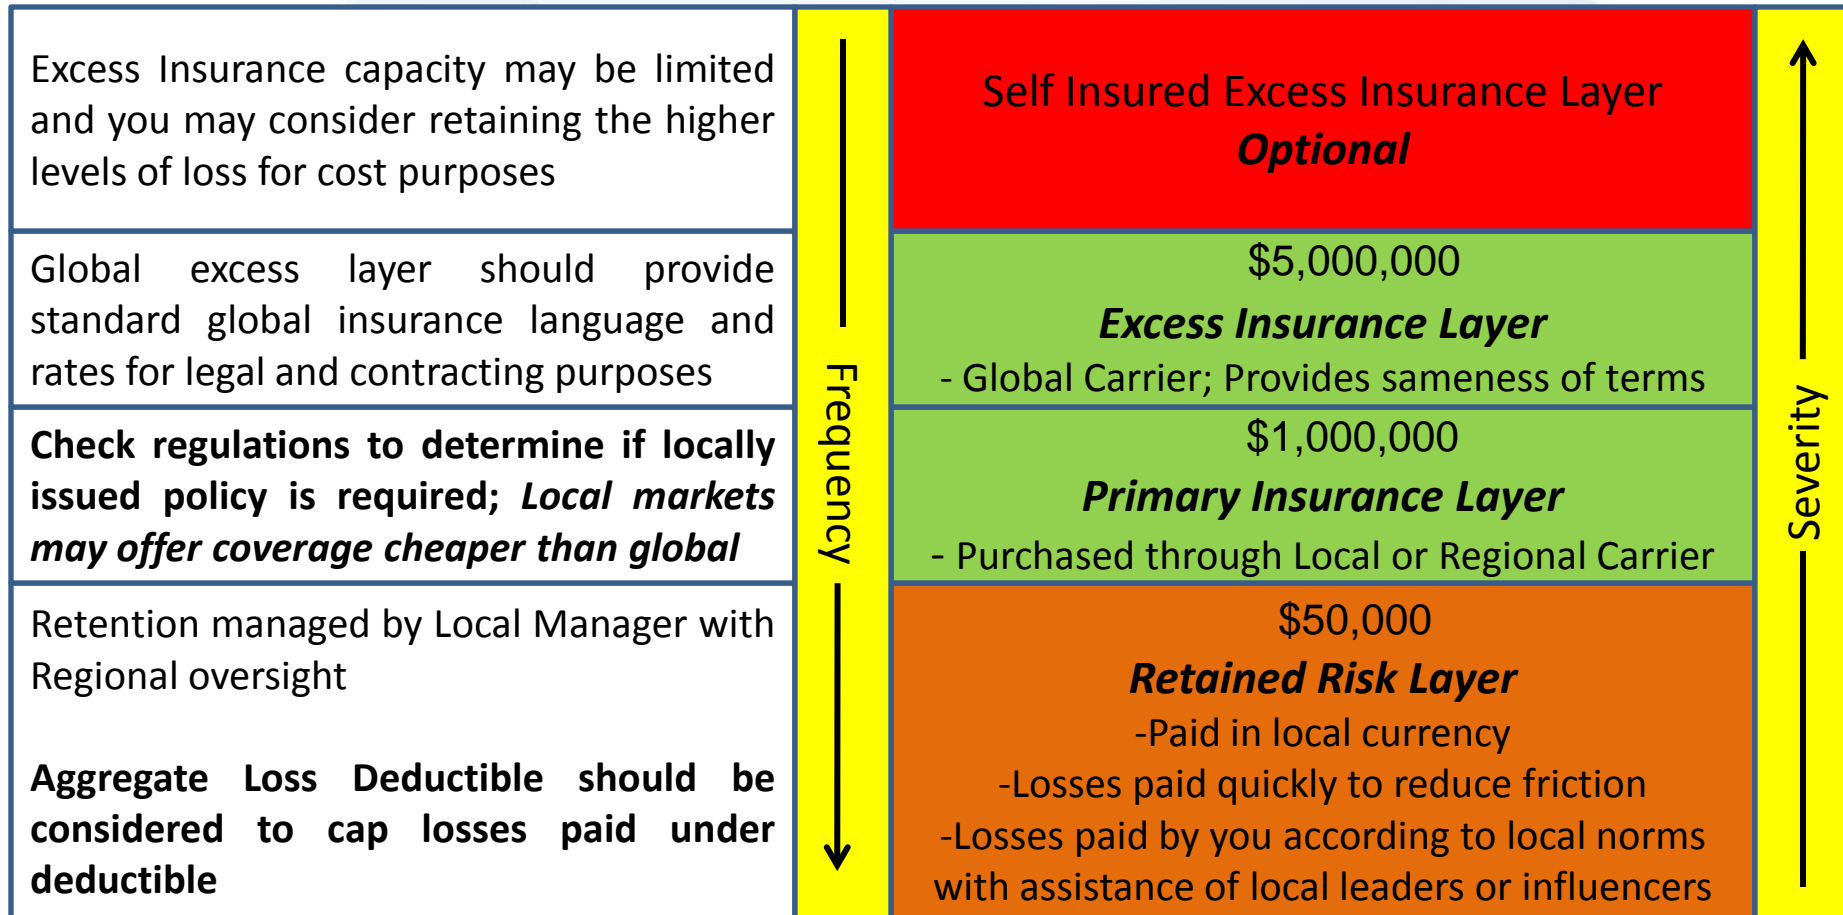 Excess Insurance capacity may be limited
and you may consider retaining the higher
levels of loss for cost purposes
Self Insured Excess Insurance Layer
Optional
Global excess layer should provide
standard global insurance language and
rates for legal and contracting purposes
$5,000,000
Excess Insurance Layer
- Global Carrier; Provides sameness of terms
Check regulations to determine if locally
issued policy is required; Local markets
may offer coverage cheaper than global
$1,000,000
Primary Insurance Layer
- Purchased through Local or Regional Carrier
Retention managed by Local Manager with
Regional oversight
Aggregate Loss Deductible should be
considered to cap losses paid under
deductible
$50,000
Retained Risk Layer
-Paid in local currency
-Losses paid quickly to reduce friction
-Losses paid by you according to local norms
with assistance of local leaders or influencers
Frequency
Severity